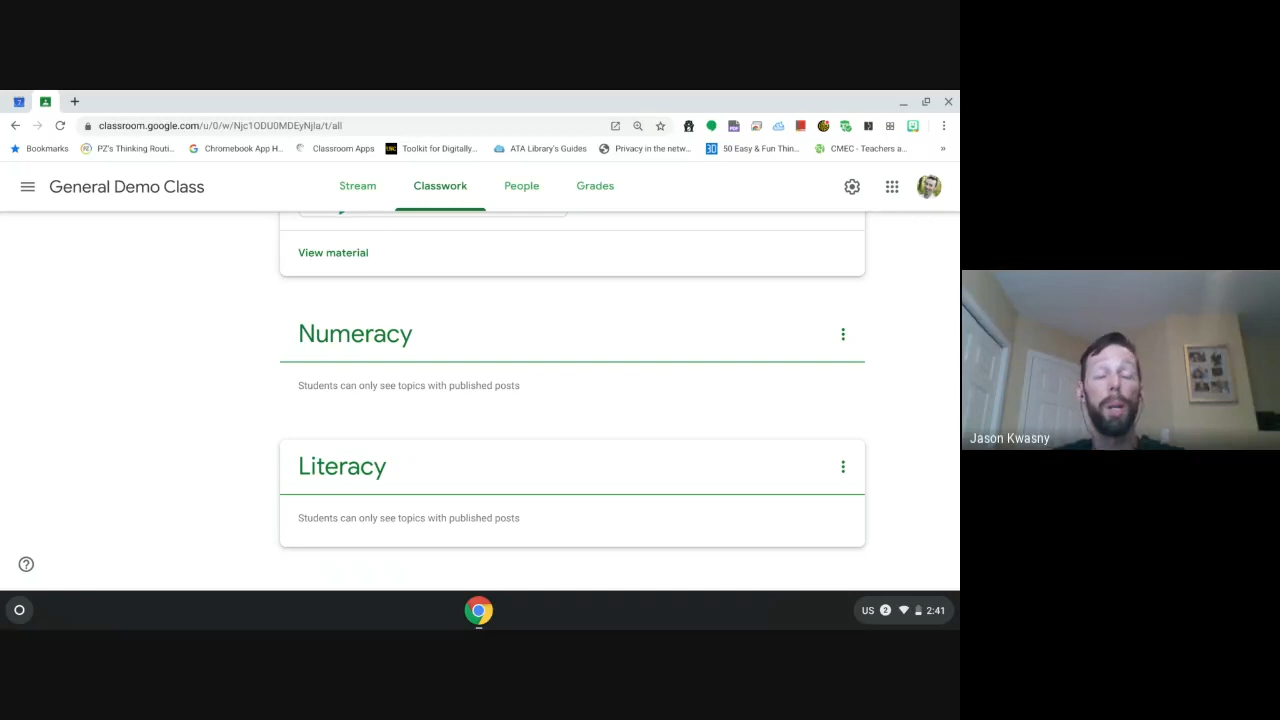 classroom.google.com/u/0/w/Njc1ODU0MDEyNjla/t/all
Bookmarks PZ's Thinking Routi... Chromebook App H... Classroom Apps Toolkit for Digitally... ATA Library's Guides Privacy in the netw... 30 50 Easy & Fun Thin... CMEC - Teachers a... »
General Demo Class Stream Classwork People Grades
View material
Numeracy
Students can only see topics with published posts
Jason Kwasny
Literacy
Students can only see topics with published posts
US 2 2:41